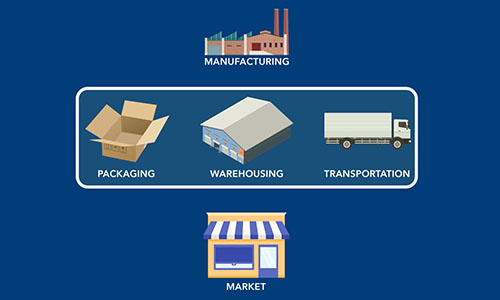 MANUFACTURING
PACKAGING
WAREHOUSING
TRANSPORTATION
MARKET